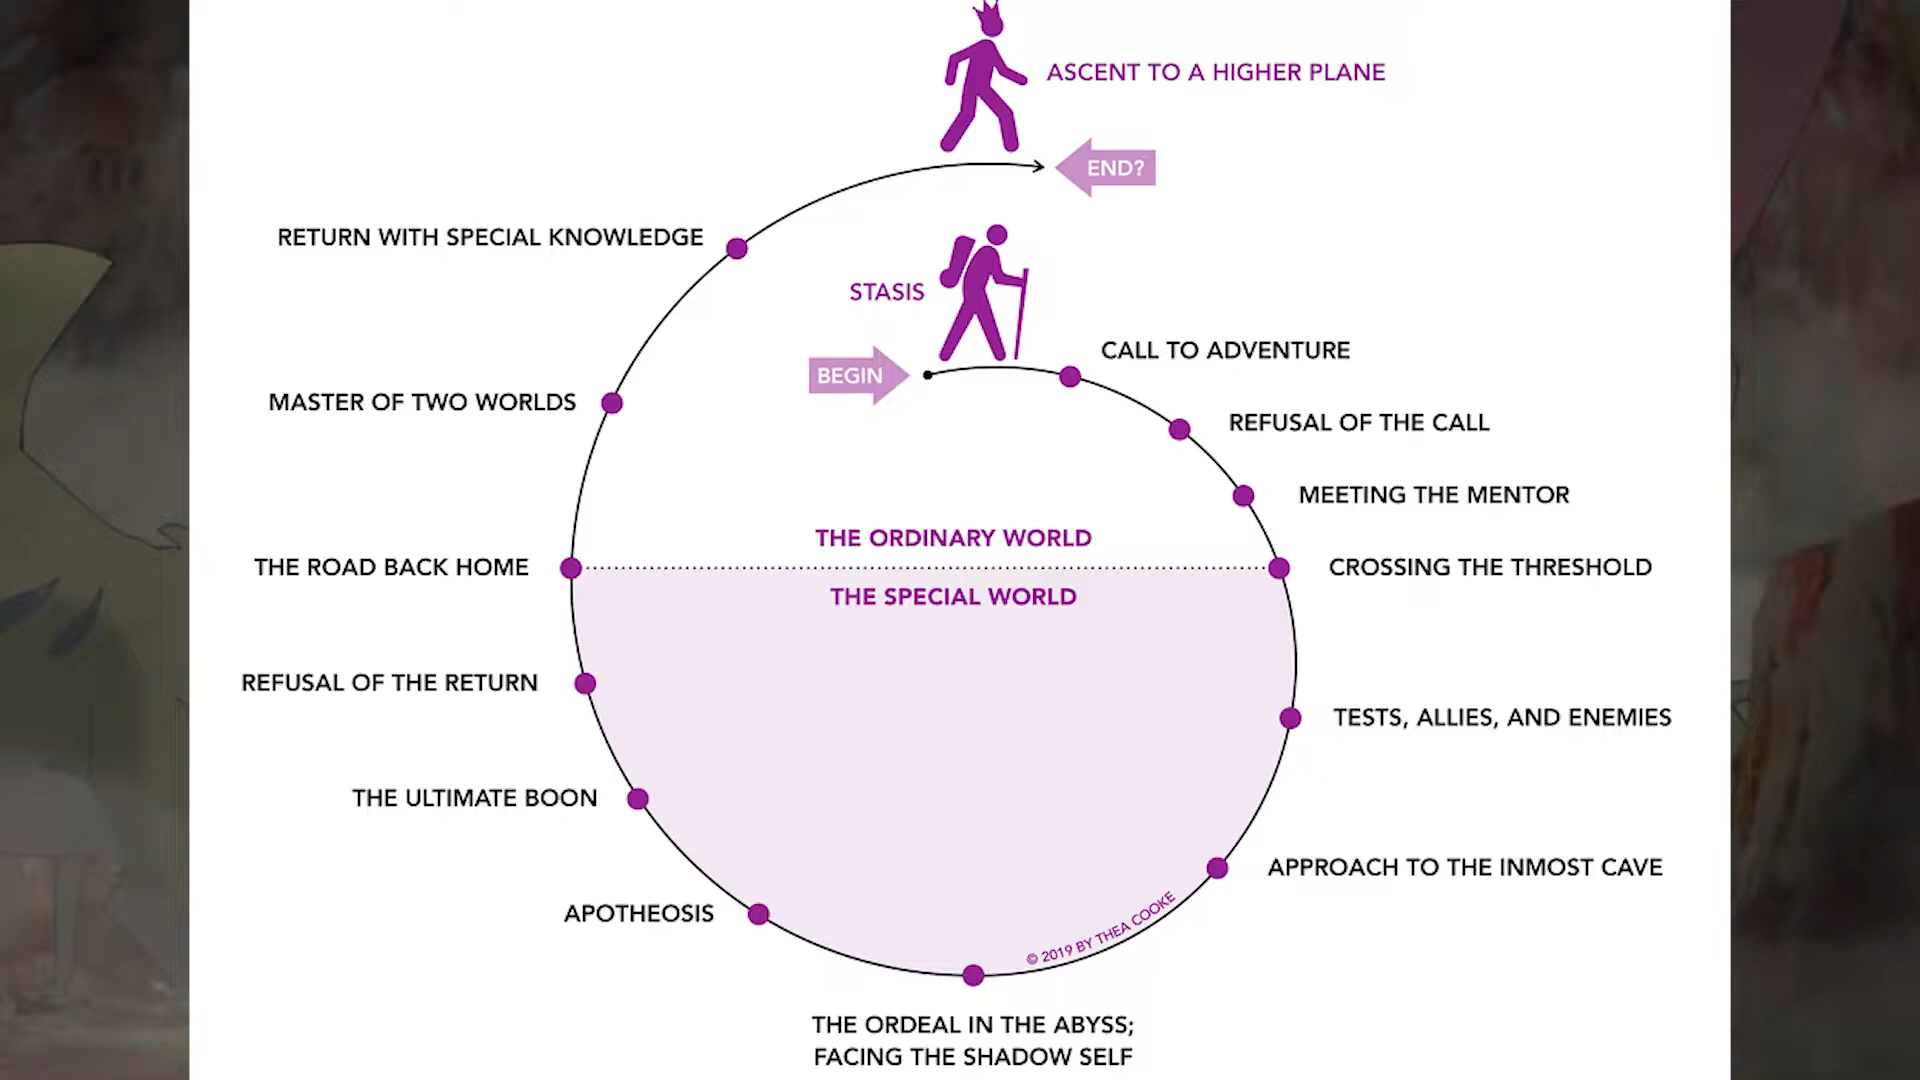 ASCENT TO A HIGHER PLANE
END?
RETURN WITH SPECIAL KNOWLEDGE
STASIS
BEGIN
CALL TO ADVENTURE
MASTER OF TWO WORLDS
REFUSAL OF THE CALL
MEETING THE MENTOR
THE ORDINARY WORLD
THE ROAD BACK HOME
CROSSING THE THRESHOLD
THE SPECIAL WORLD
REFUSAL OF THE RETURN
TESTS, ALLIES, AND ENEMIES
THE ULTIMATE BOON
APPROACH TO THE INMOST CAVE
APOTHEOSIS
© 2019 BY THEA COOKE
THE ORDEAL IN THE ABYSS;
FACING THE SHADOW SELF